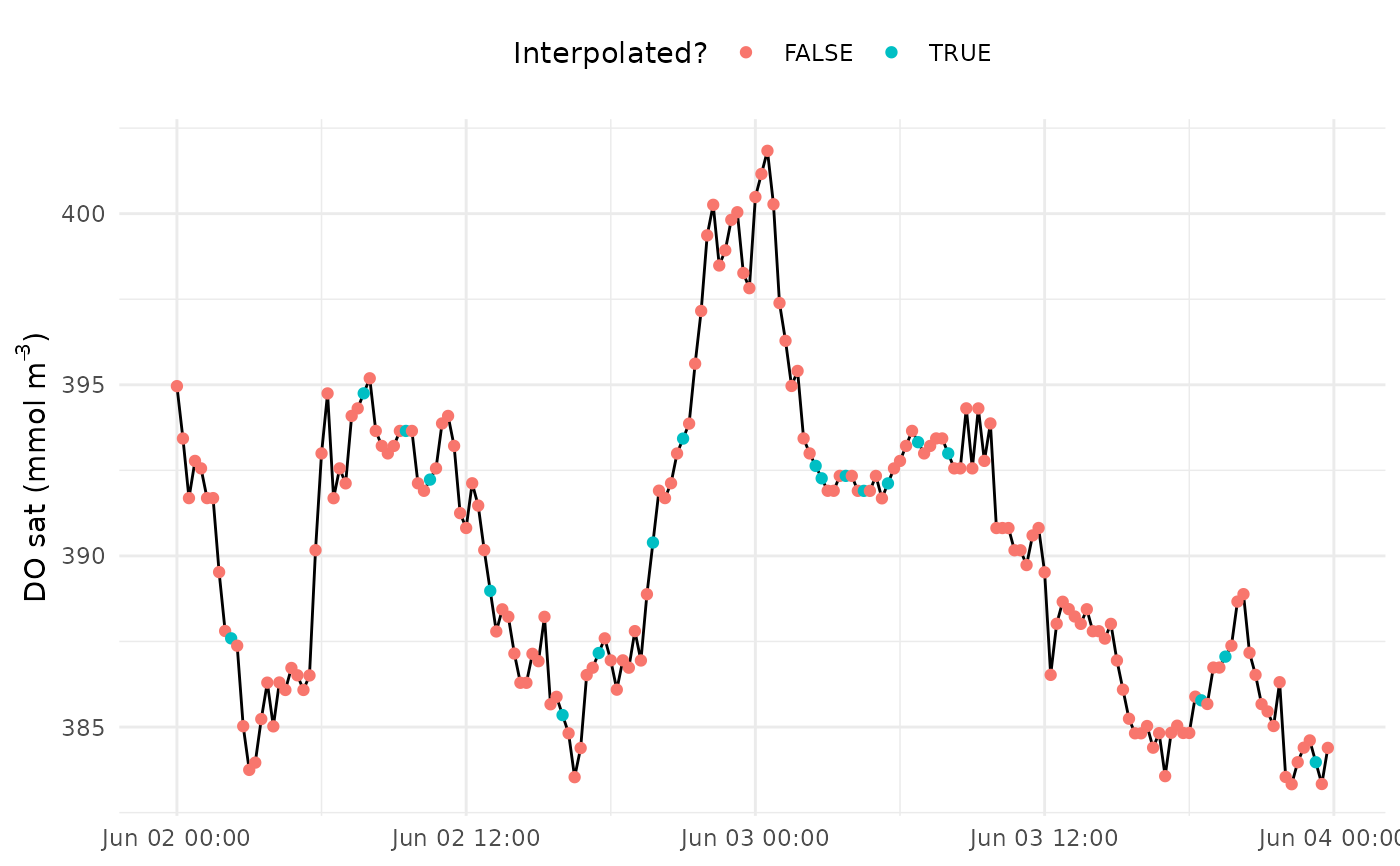 Interpolated? FALSE TRUE
400
395
390
385
DO sat (mmol m⁻³)
Jun 02 00:00 Jun 02 12:00 Jun 03 00:00 Jun 03 12:00 Jun 04 00:00